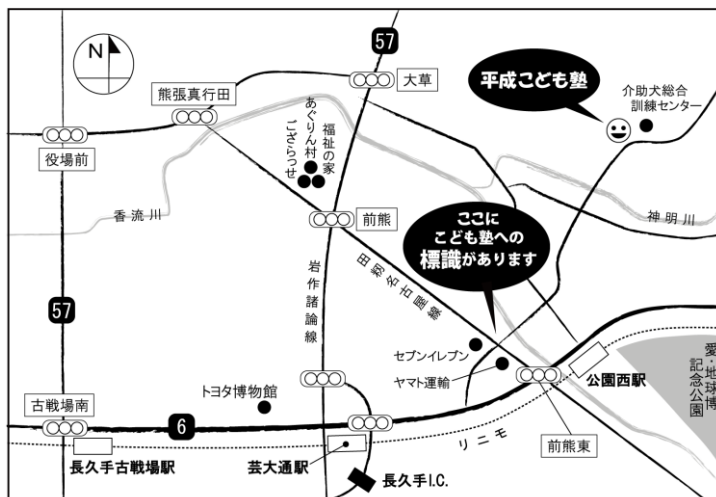 N
57
大草
平成こども塾
介助犬総合
訓練センター
熊張真行田
役場前
福祉の家
あぐりん村
ござらっせ
香流川
前熊
神明川
ここに
こども塾への
標識があります
57
岩作諸論線
田籾名古屋線
セブンイレブン
ヤマト運輸
公園西駅
愛・地球博
記念公園
トヨタ博物館
古戦場南
6
前熊東
リニモ
長久手古戦場駅
芸大通駅
長久手I.C.